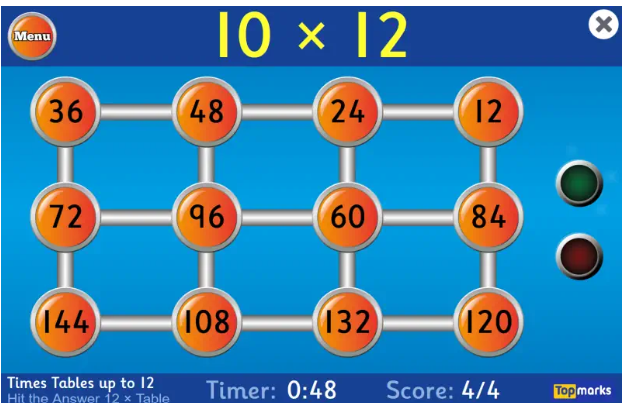 Menu
10 × 12
36 48 24 12
72 96 60 84
144 108 132 120
Times Tables up to 12
Hit the Answer 12 × Table
Timer: 0:48
Score: 4/4
Topmarks